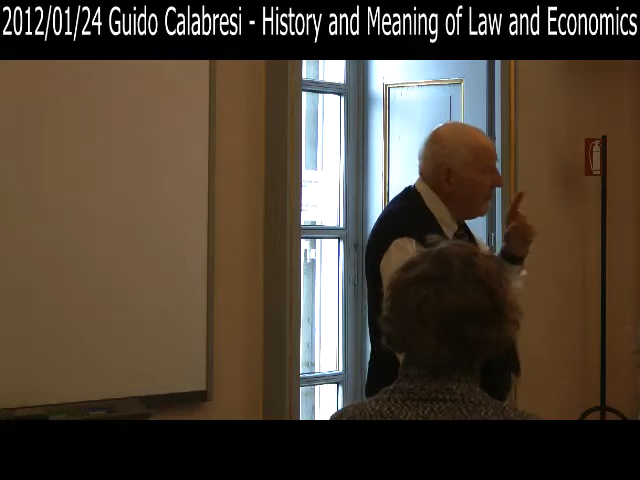 2012/01/24 Guido Calabresi - History and Meaning of Law and Economics